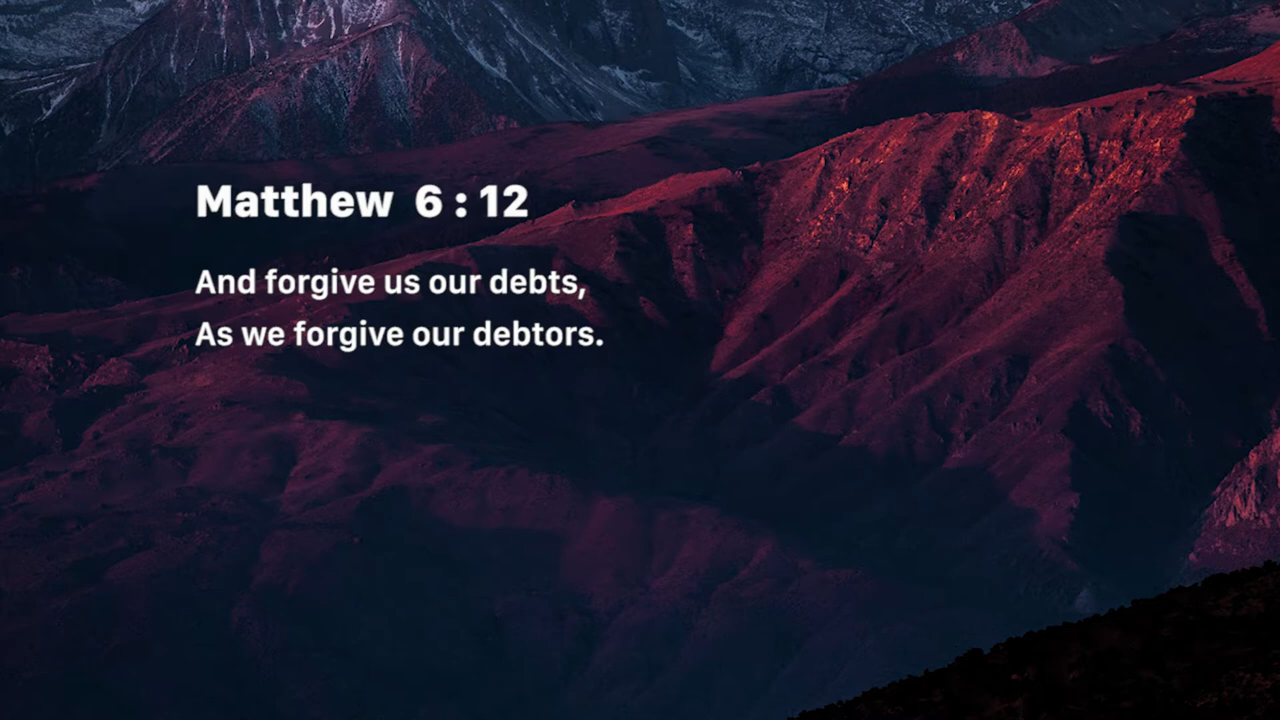 Matthew 6 : 12
And forgive us our debts,
As we forgive our debtors.